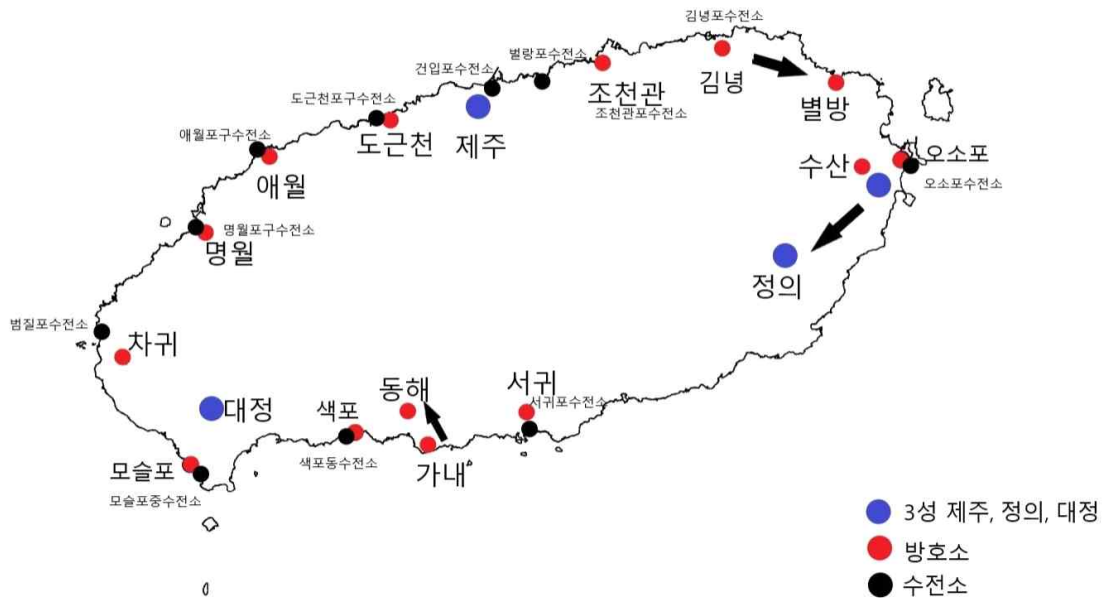 김녕포수전소
벌랑포수전소
건입포수전소
김녕
별방
조천관
조천관포수전소
도근천포구수전소
도근천
제주
애월포구수전소
애월
수산
오소포
오소포수전소
명월포구수전소
명월
정의
범질포수전소
차귀
대정
동해
서귀
서귀포수전소
색포
색포동수전소
가내
모슬포
모슬포중수전소
3성 제주, 정의, 대정
방호소
수전소